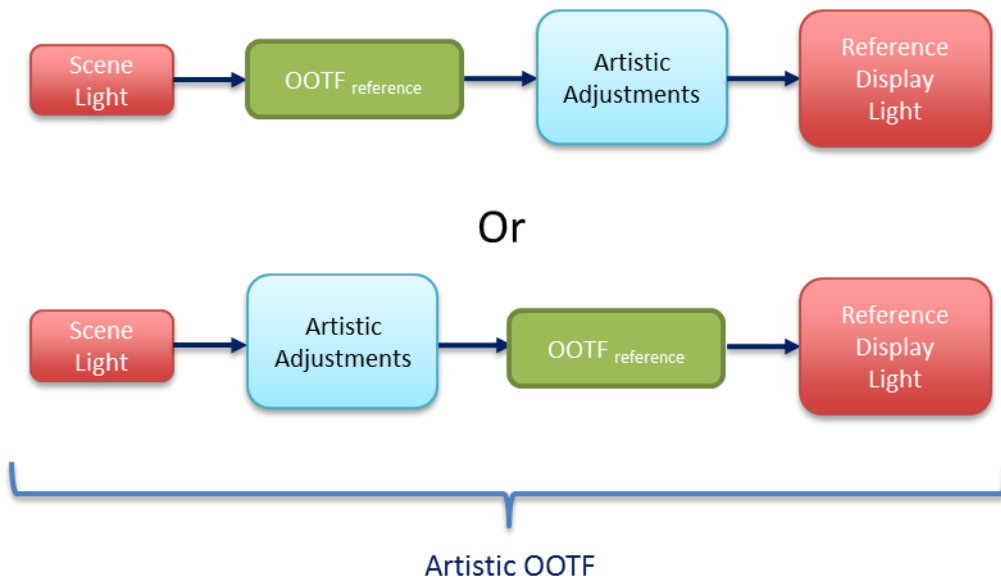 Scene
Light
OOTF reference
Artistic
Adjustments
Reference
Display
Light
Or
Scene
Light
Artistic
Adjustments
OOTF reference
Reference
Display
Light
Artistic OOTF